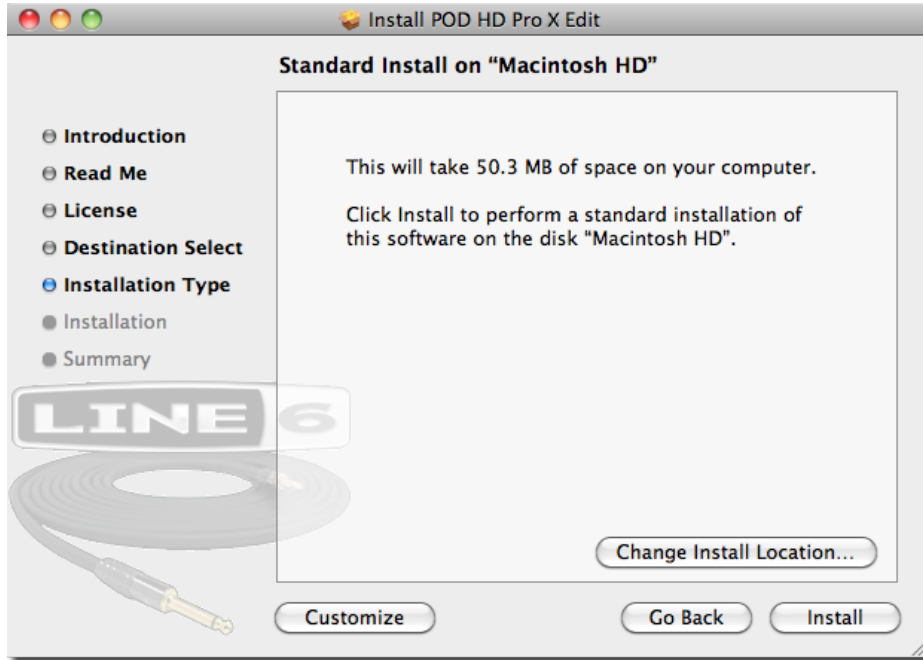 Install POD HD Pro X Edit
Standard Install on “Macintosh HD”
Introduction
Read Me
License
Destination Select
Installation Type
Installation
Summary
LINE 6
This will take 50.3 MB of space on your computer.
Click Install to perform a standard installation of
this software on the disk “Macintosh HD”.
Change Install Location...
Customize
Go Back
Install